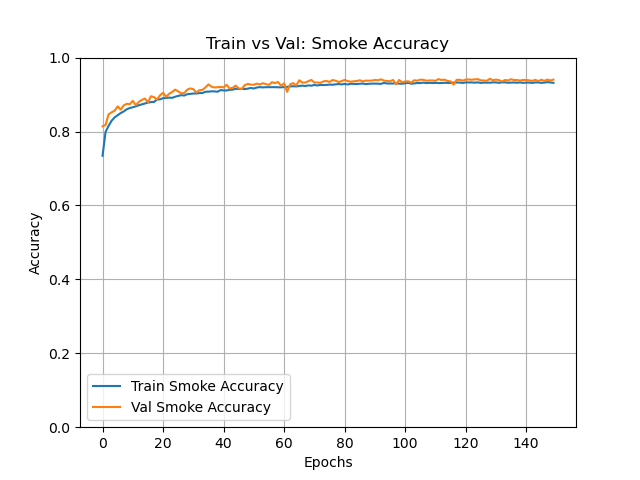 Train vs Val: Smoke Accuracy
1.0
0.8
0.6
0.4
0.2
0.0
Accuracy
Train Smoke Accuracy
Val Smoke Accuracy
0 20 40 60 80 100 120 140
Epochs